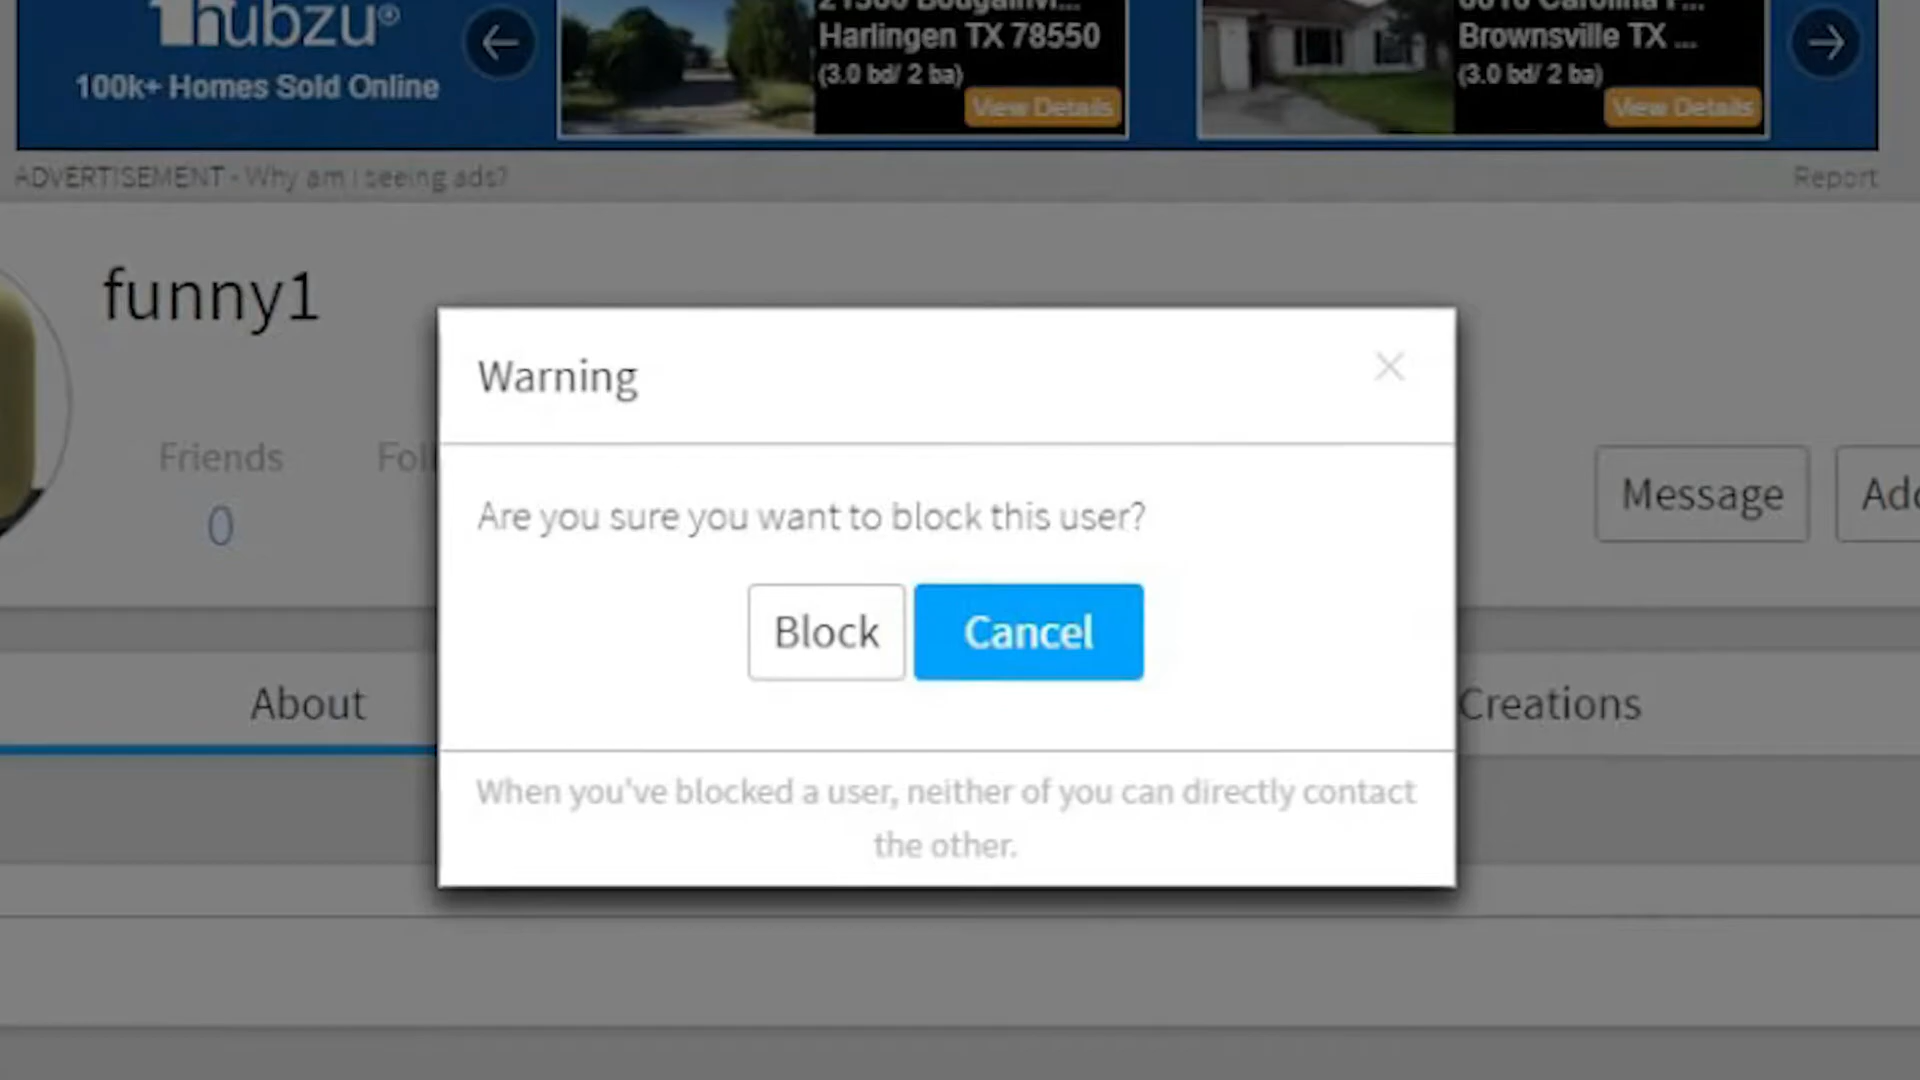 hubzu®
100k+ Homes Sold Online
Harlingen TX 78550
(3.0 bd/ 2 ba)
View Details
Brownsville TX ...
(3.0 bd/ 2 ba)
View Details
ADVERTISEMENT - Why am I seeing ads?
Report
funny1
Friends
Foll
0
Message
Add
Warning
Are you sure you want to block this user?
Block
Cancel
About
Creations
When you've blocked a user, neither of you can directly contact
the other.